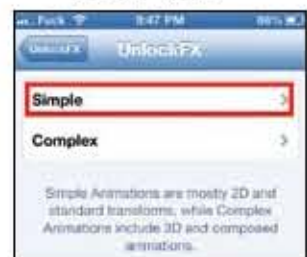 9:47 PM
UnlockFX UnlockFX
Simple
Complex
Simple Animations are mostly 2D and
standard transforms, while Complex
Animations include 3D and composed
animations.